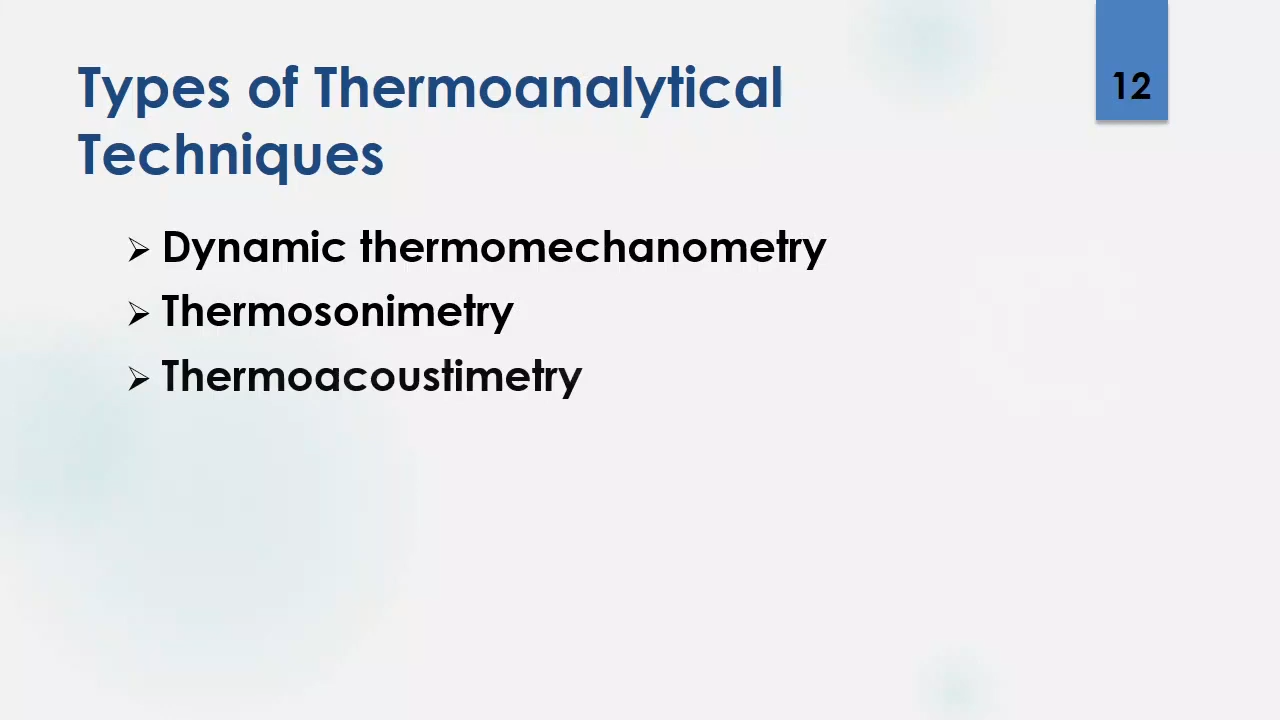 Types of Thermoanalytical
Techniques
12
➢ Dynamic thermomechanometry
➢ Thermosonimetry
➢ Thermoacoustimetry